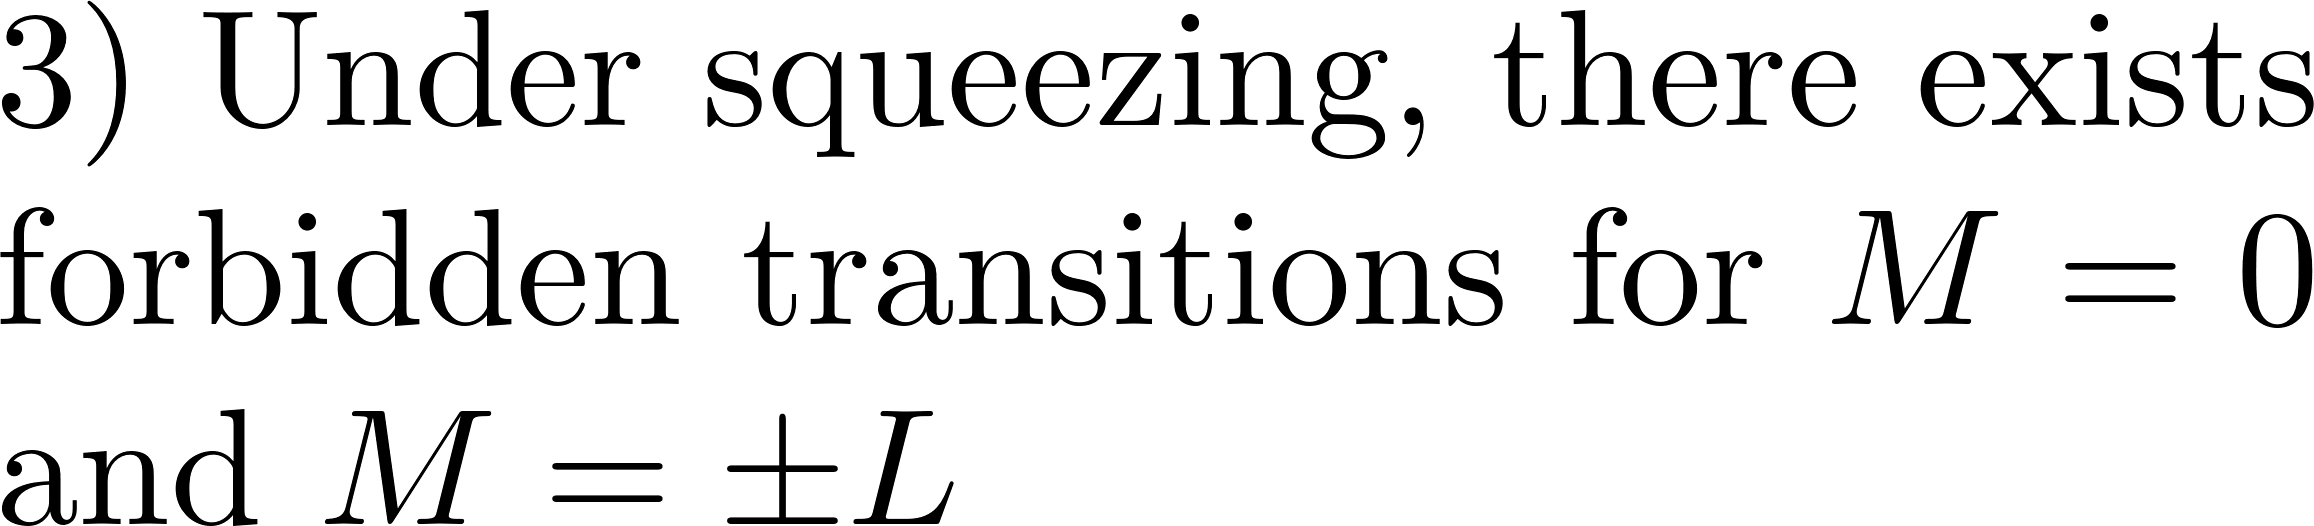 3) Under squeezing, there exists
forbidden transitions for M = 0
and M = ±L